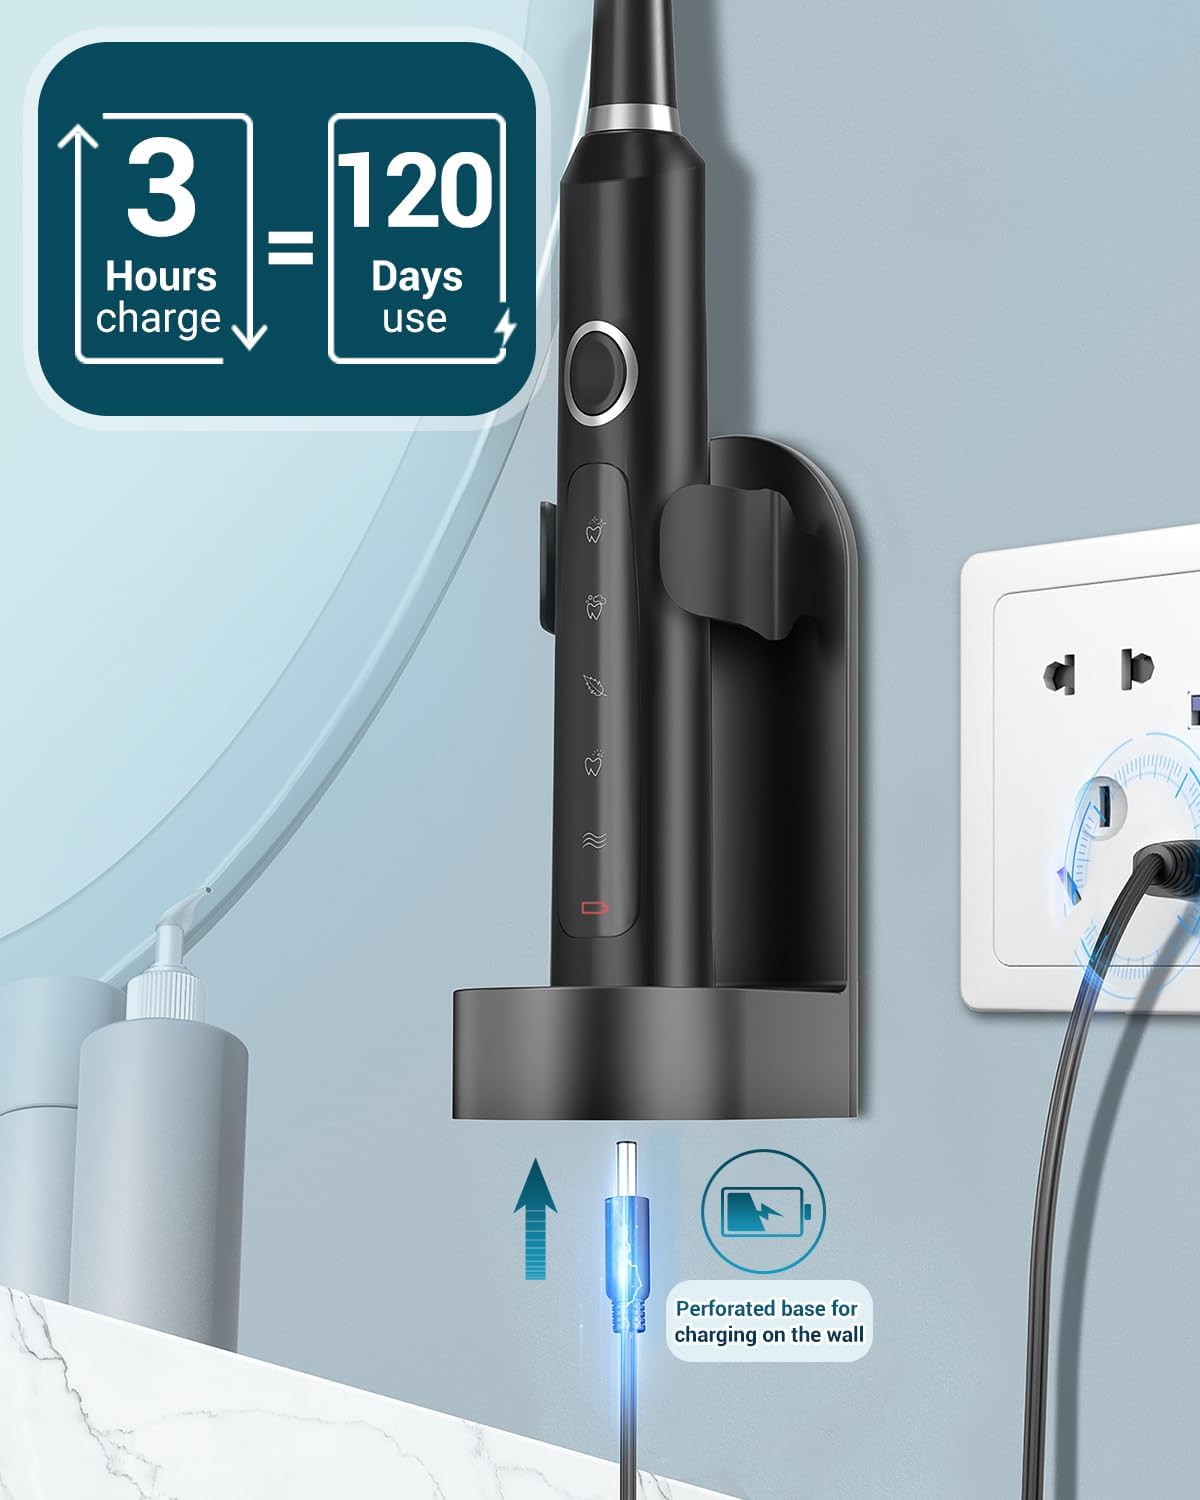 3
Hours
charge
=
120
Days
use
Perforated base for
charging on the wall